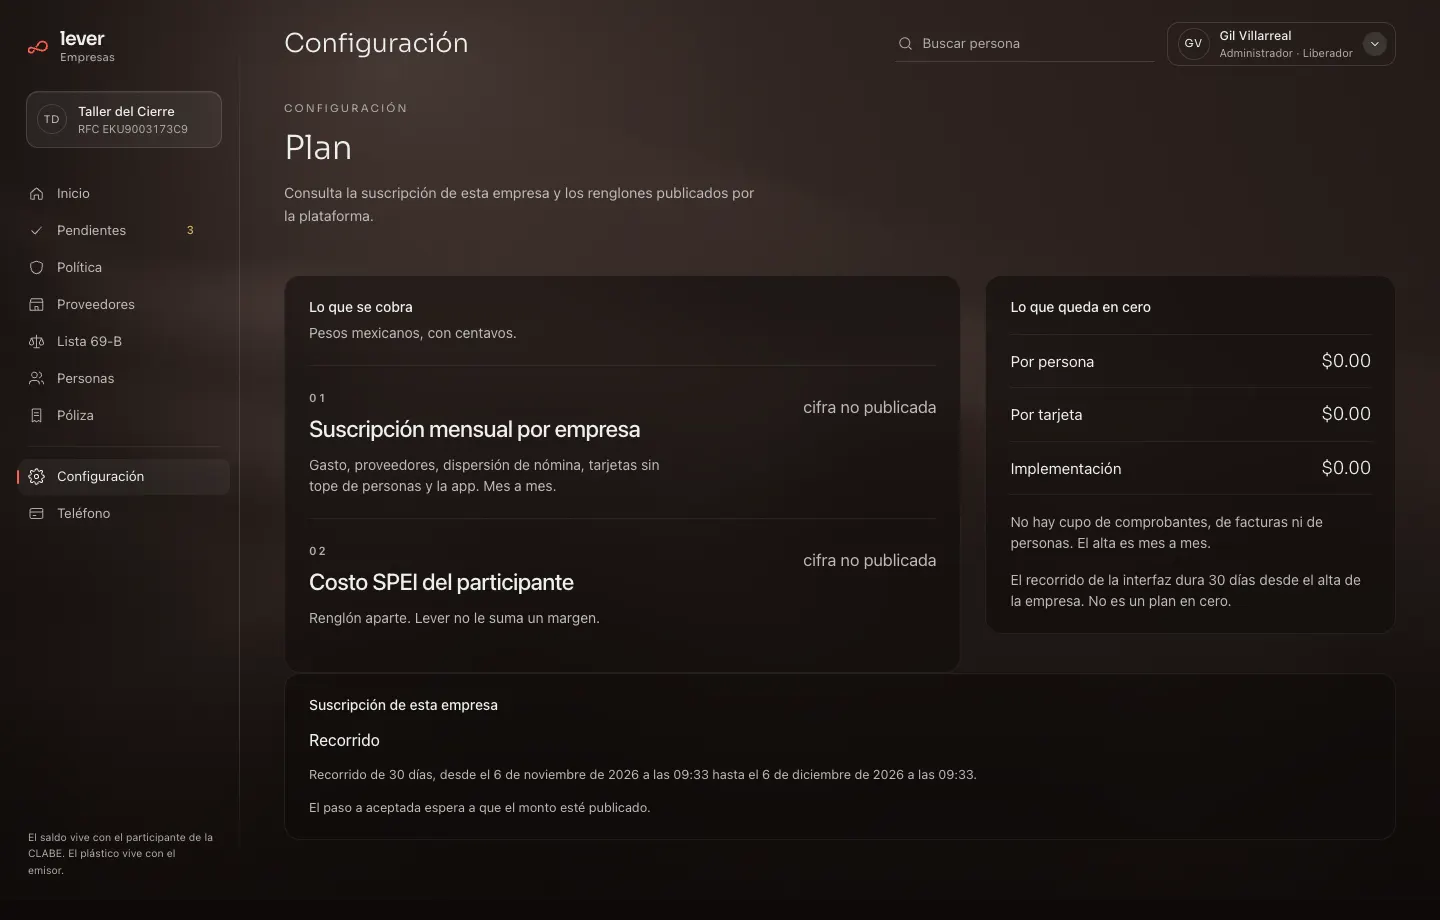 lever
Empresas
TD
Taller del Cierre
RFC EKU9003173C9
Inicio
Pendientes 3
Política
Proveedores
Lista 69-B
Personas
Póliza
Configuración
Teléfono
El saldo vive con el participante de la
CLABE. El plástico vive con el
emisor.
Configuración
Buscar persona
GV
Gil Villarreal
Administrador · Liberador
CONFIGURACIÓN
Plan
Consulta la suscripción de esta empresa y los renglones publicados por
la plataforma.
Lo que se cobra
Pesos mexicanos, con centavos.
01
Suscripción mensual por empresa
cifra no publicada
Gasto, proveedores, dispersión de nómina, tarjetas sin
tope de personas y la app. Mes a mes.
02
Costo SPEI del participante
cifra no publicada
Renglón aparte. Lever no le suma un margen.
Lo que queda en cero
Por persona $0.00
Por tarjeta $0.00
Implementación $0.00
No hay cupo de comprobantes, de facturas ni de
personas. El alta es mes a mes.
El recorrido de la interfaz dura 30 días desde el alta de
la empresa. No es un plan en cero.
Suscripción de esta empresa
Recorrido
Recorrido de 30 días, desde el 6 de noviembre de 2026 a las 09:33 hasta el 6 de diciembre de 2026 a las 09:33.
El paso a aceptada espera a que el monto esté publicado.